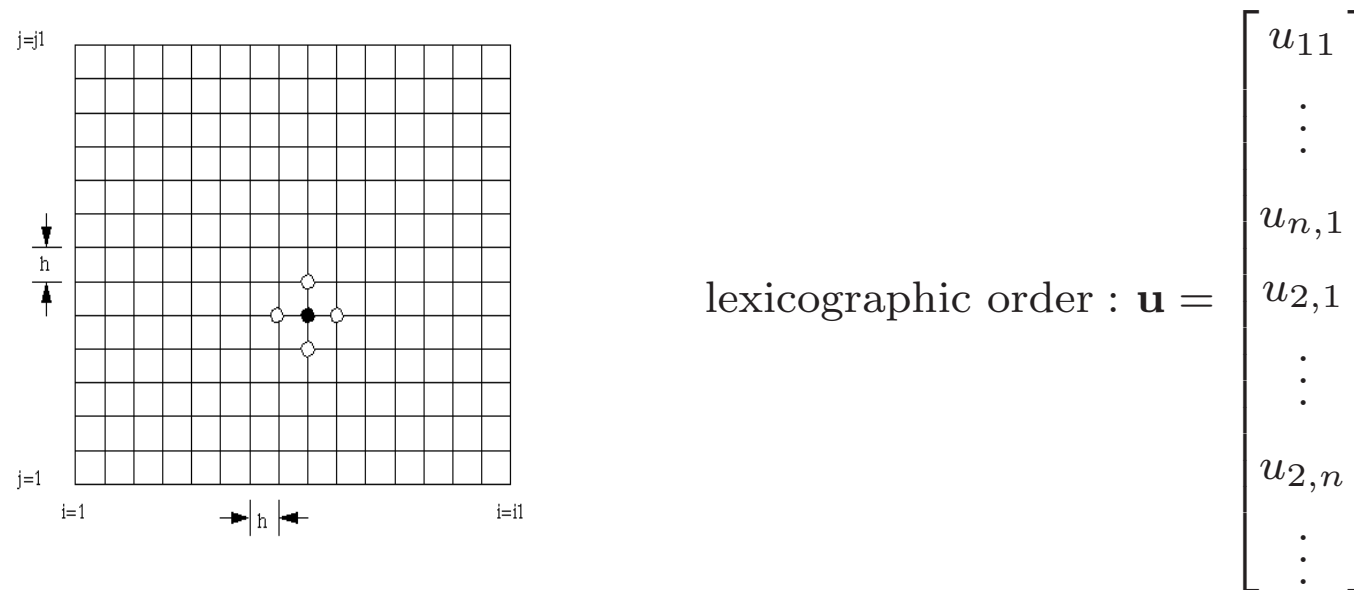 j=j1
h
j=1
i=1
h
i=i1
lexicographic order : u =
u11
⋮
un,1
u2,1
⋮
u2,n
⋮